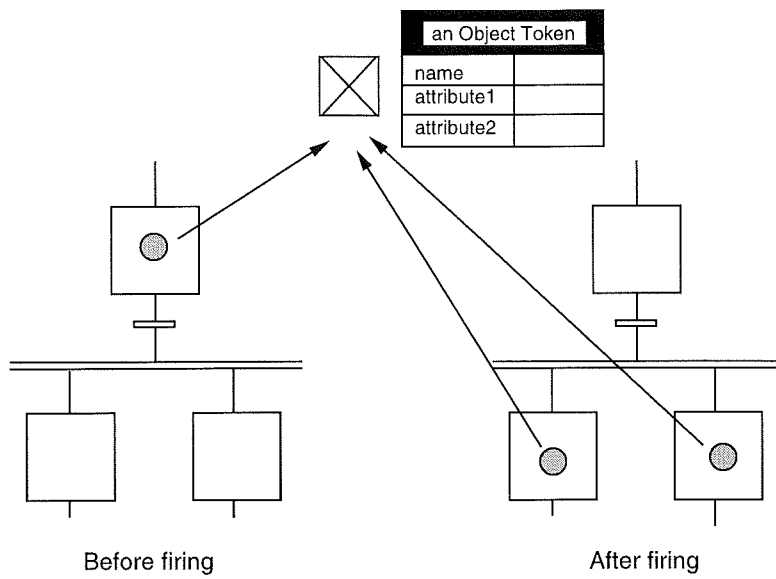 an Object Token
name
attribute1
attribute2
Before firing
After firing